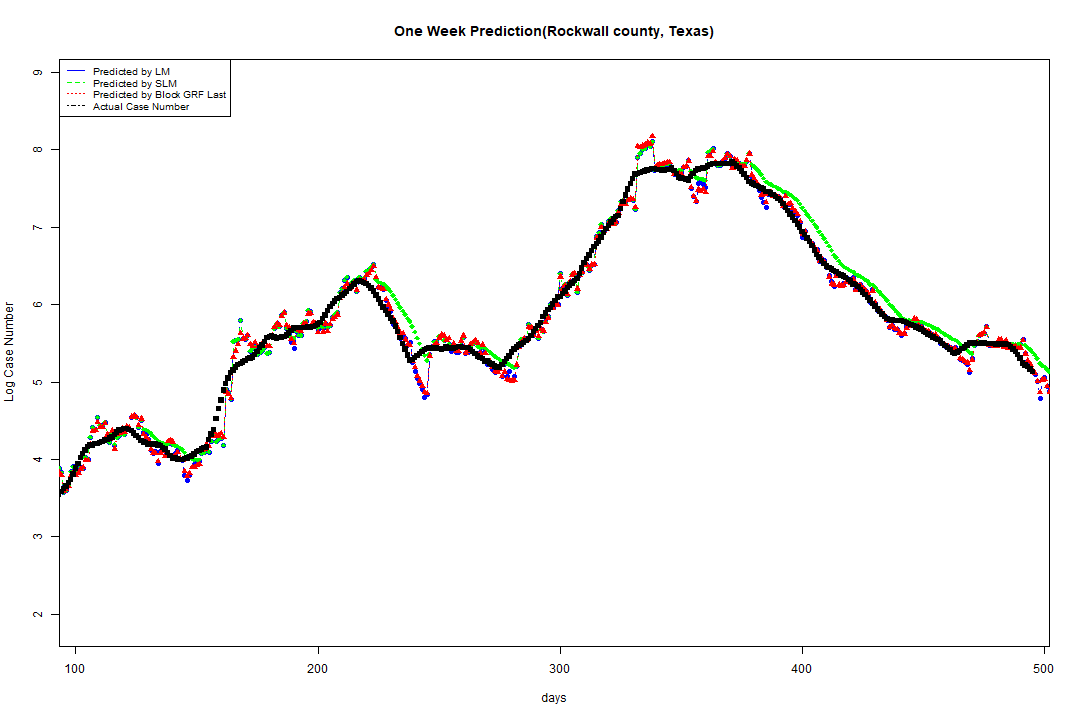 One Week Prediction(Rockwall county, Texas)
Predicted by LM
Predicted by SLM
Predicted by Block GRF Last
Actual Case Number
9
8
7
6
5
4
3
2
Log Case Number
100 200 300 400 500
days